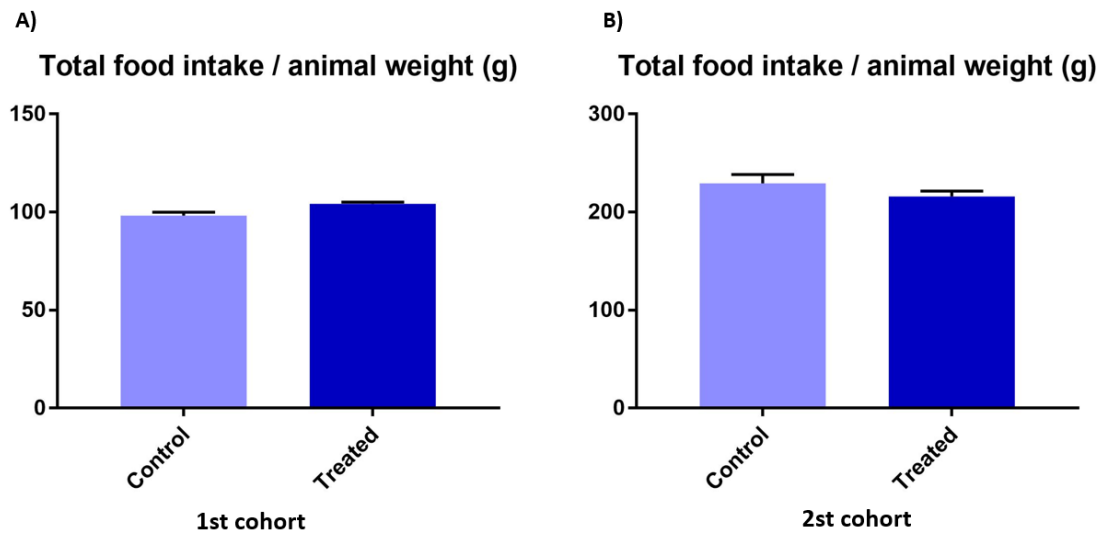 A)
Total food intake / animal weight (g)
150
100
50
0
Control
Treated
1st cohort
B)
Total food intake / animal weight (g)
300
200
100
0
Control
Treated
2st cohort